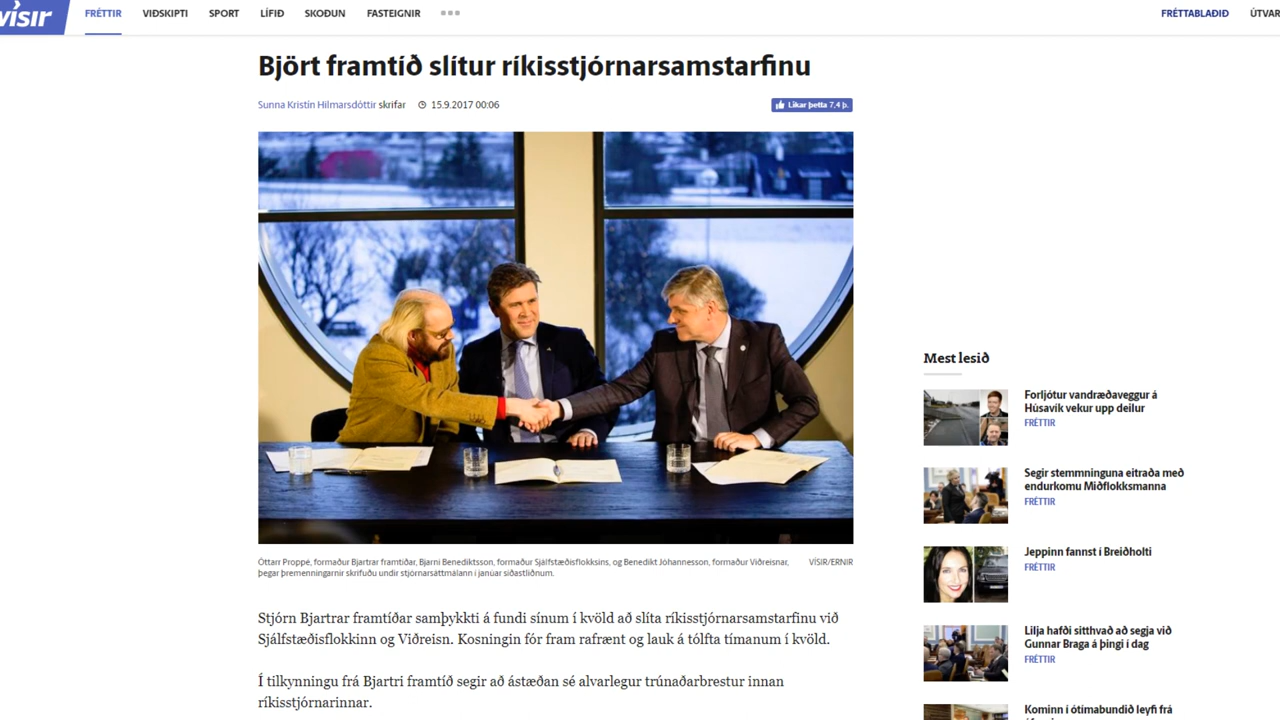 vísir
FRÉTTIR
VIÐSKIPTI
SPORT
LÍFIÐ
SKOÐUN
FASTEIGNIR
FRÉTTABLAÐIÐ
ÚTVAR
Björt framtíð slítur ríkisstjórnarsamstarfinu
Sunna Kristín Hilmarsdóttir skrifar 15.9.2017 00:06
Líkar þetta 7,4 þ.
Óttarr Proppé, formaður Bjartrar framtíðar, Bjarni Benediktsson, formaður Sjálfstæðisflokksins, og Benedikt Jóhannesson, formaður Viðreisnar,
þegar þremenningarnir skrifuðu undir stjórnarsáttmálann í janúar síðastliðnum.
VÍSIR/ERNIR
Stjórn Bjartrar framtíðar samþykkti á fundi sínum í kvöld að slíta ríkisstjórnarsamstarfinu við
Sjálfstæðisflokkinn og Viðreisn. Kosningin fór fram rafrænt og lauk á tólfta tímanum í kvöld.
Í tilkynningu frá Bjartri framtíð segir að ástæðan sé alvarlegur trúnaðarbrestur innan
ríkisstjórnarinnar.
Mest lesið
Forljótur vandræðaveggur á
Húsavík vekur upp deilur
FRÉTTIR
Segir stemmninguna eitraða með
endurkomu Miðflokksmanna
FRÉTTIR
Jeppinn fannst í Breiðholti
FRÉTTIR
Lilja hafði sitthvað að segja við
Gunnar Braga á þingi í dag
FRÉTTIR
Kominn í ótímabundið leyfi frá